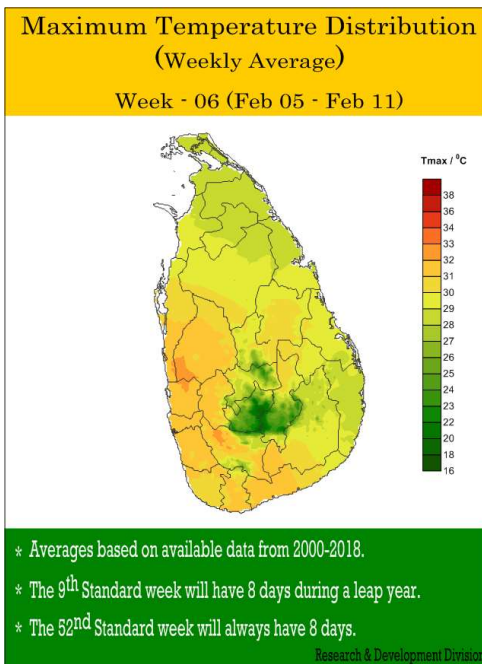 Maximum Temperature Distribution
(Weekly Average)
Week - 06 (Feb 05 - Feb 11)
Tmax / ⁰C
38
36
34
33
32
31
30
29
28
26
25
24
23
22
20
18
16
* Averages based on available data from 2000-2018.
* The 9th Standard week will have 8 days during a leap year.
* The 52nd Standard week will always have 8 days.
Research & Development Division